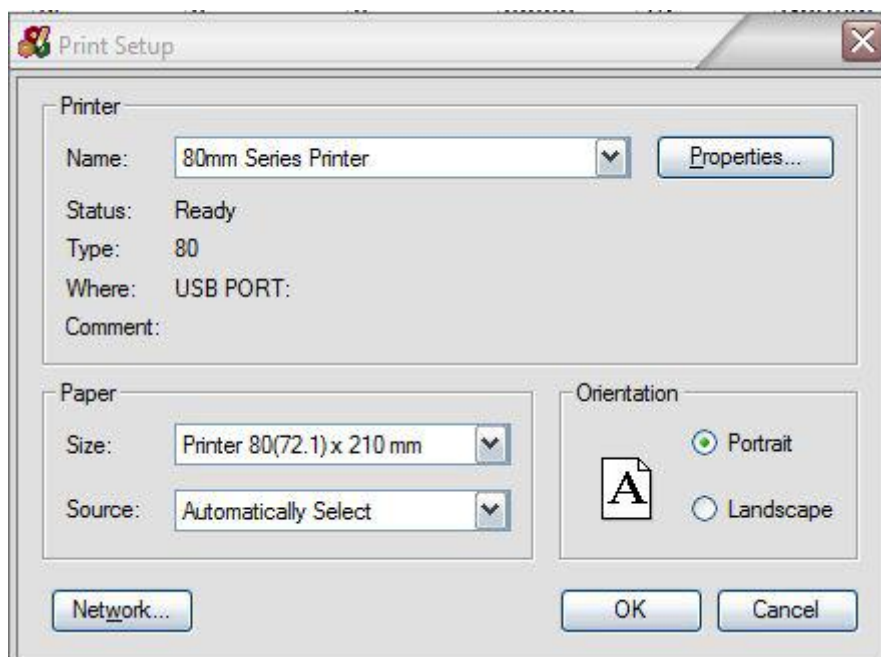 Print Setup
Printer
Name: 80mm Series Printer Properties...
Status: Ready
Type: 80
Where: USB PORT:
Comment:
Paper
Size: Printer 80(72.1) x 210 mm
Source: Automatically Select
Orientation
A
Portrait
Landscape
Network... OK Cancel